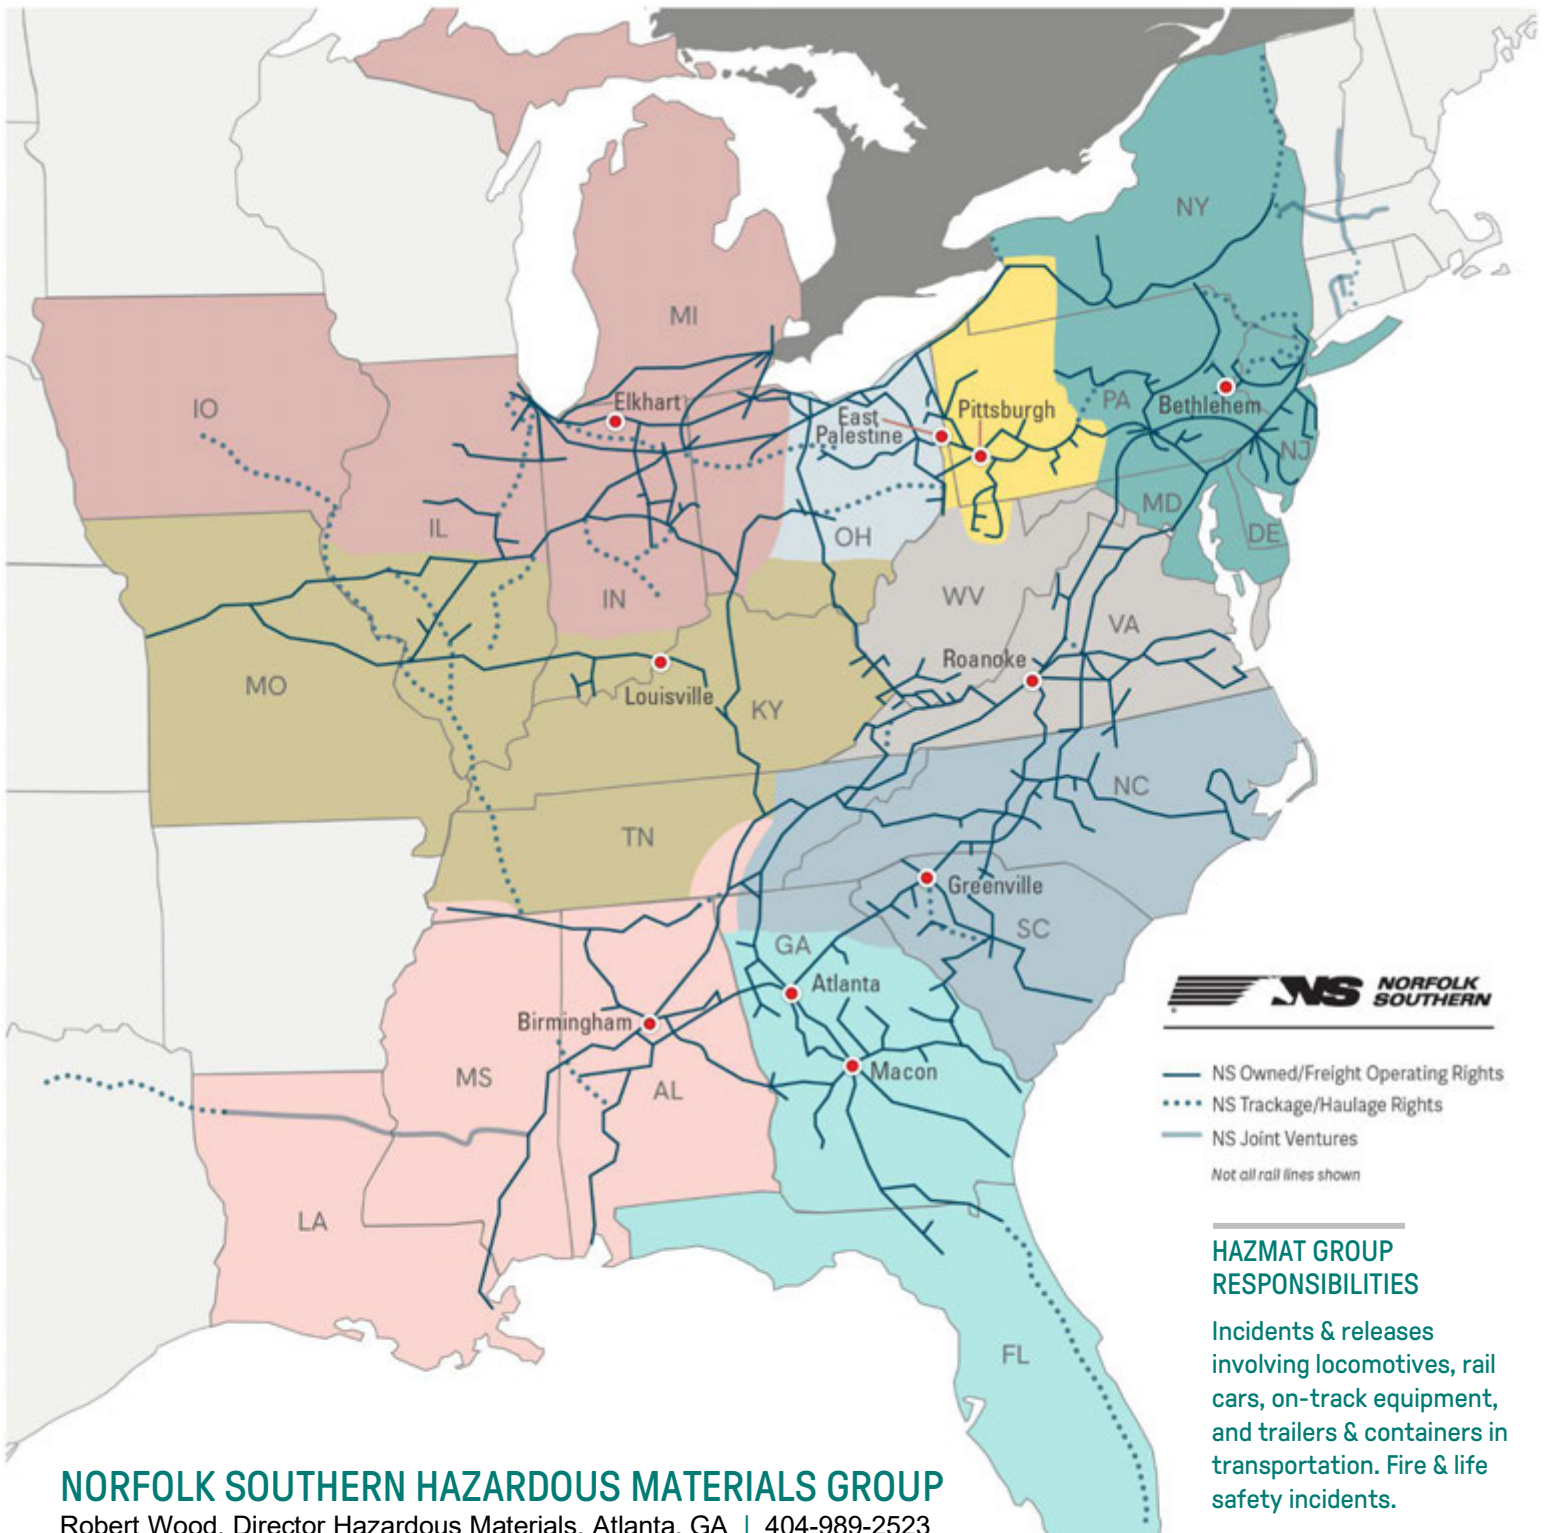 NY
MI
IO
Elkhart
East
Palestine
Pittsburgh
PA
Bethlehem
NJ
IL
OH
MD
DE
IN
WV
VA
Roanoke
MO
Louisville
KY
NC
TN
Greenville
SC
GA
Atlanta
Birmingham
MS
AL
Macon
LA
FL
NS NORFOLK
SOUTHERN
NS Owned/Freight Operating Rights
NS Trackage/Haulage Rights
NS Joint Ventures
Not all rail lines shown
HAZMAT GROUP
RESPONSIBILITIES
Incidents & releases
involving locomotives, rail
cars, on-track equipment,
and trailers & containers in
transportation. Fire & life
safety incidents.
NORFOLK SOUTHERN HAZARDOUS MATERIALS GROUP
Robert Wood, Director Hazardous Materials, Atlanta, GA | 404-989-2523